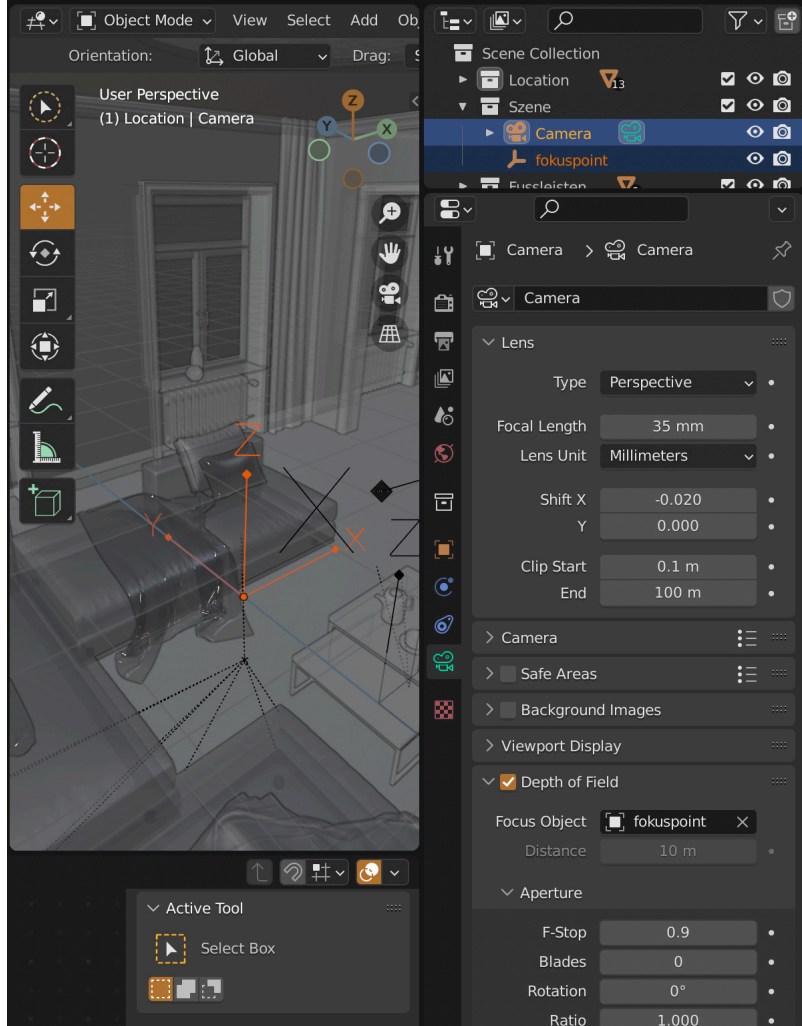 Object Mode
View
Select
Add
Ob
Orientation:
Global
Drag:
User Perspective
(1) Location | Camera
Z
Y
X
Z
Y
X
Z
Active Tool
Select Box
Scene Collection
Location
13
Szene
Camera
fokuspoint
Fussleisten
Camera
Camera
Camera
Lens
Type
Perspective
Focal Length
35 mm
Lens Unit
Millimeters
Shift X
-0.020
Y
0.000
Clip Start
0.1 m
End
100 m
Camera
Safe Areas
Background Images
Viewport Display
Depth of Field
Focus Object
fokuspoint
Distance
10 m
Aperture
F-Stop
0.9
Blades
0
Rotation
0°
Ratio
1.000